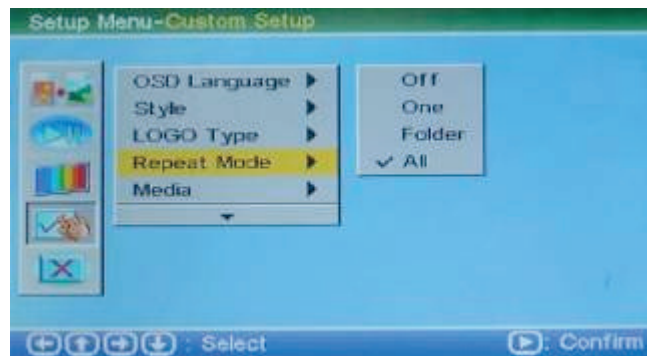 Setup Menu-Custom Setup
OSD Language
Style
LOGO Type
Repeat Mode
Media
Off
One
Folder
All
: Select
: Confirm